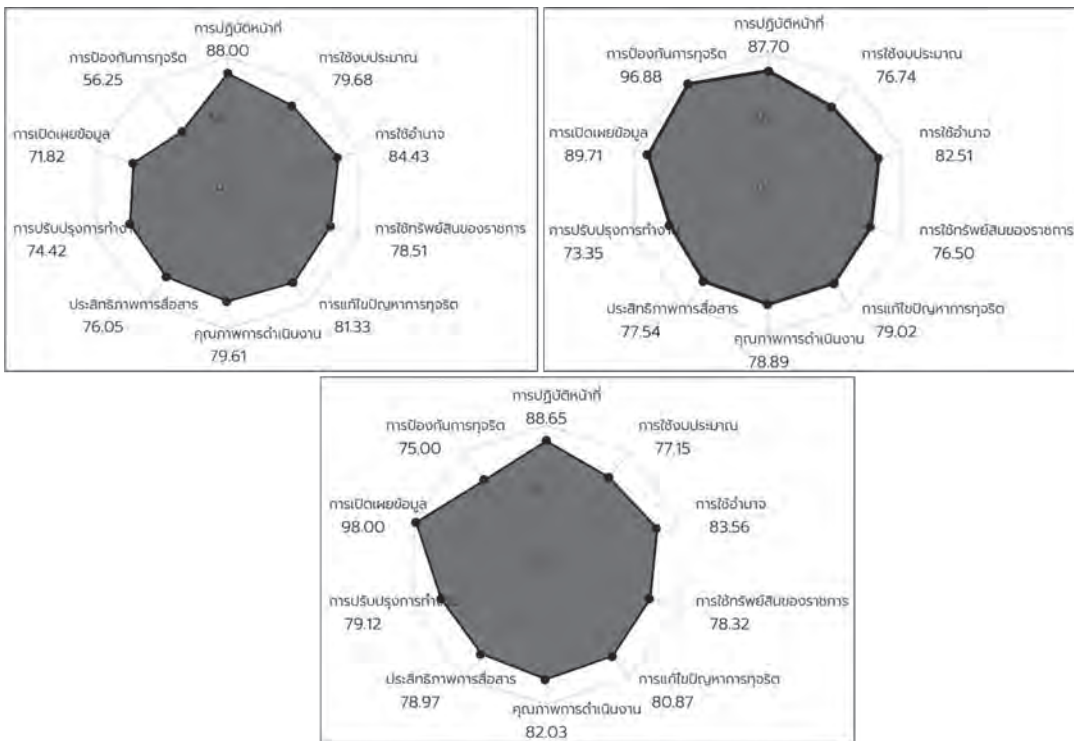 การปฏิบัติหน้าที่
88.00
การใช้งบประมาณ
79.68
การใช้อำนาจ
84.43
การใช้ทรัพย์สินของราชการ
78.51
การแก้ไขปัญหาการทุจริต
81.33
คุณภาพการดำเนินงาน
79.61
ประสิทธิภาพการสื่อสาร
76.05
การปรับปรุงการทำงาน
74.42
การเปิดเผยข้อมูล
71.82
การป้องกันการทุจริต
56.25
การปฏิบัติหน้าที่
87.70
การใช้งบประมาณ
76.74
การใช้อำนาจ
82.51
การใช้ทรัพย์สินของราชการ
76.50
การแก้ไขปัญหาการทุจริต
79.02
คุณภาพการดำเนินงาน
78.89
ประสิทธิภาพการสื่อสาร
77.54
การปรับปรุงการทำงาน
73.35
การเปิดเผยข้อมูล
89.71
การป้องกันการทุจริต
96.88
การปฏิบัติหน้าที่
88.65
การใช้งบประมาณ
77.15
การใช้อำนาจ
83.56
การใช้ทรัพย์สินของราชการ
78.32
การแก้ไขปัญหาการทุจริต
80.87
คุณภาพการดำเนินงาน
82.03
ประสิทธิภาพการสื่อสาร
78.97
การปรับปรุงการทำ
79.12
การเปิดเผยข้อมูล
98.00
การป้องกันการทุจริต
75.00